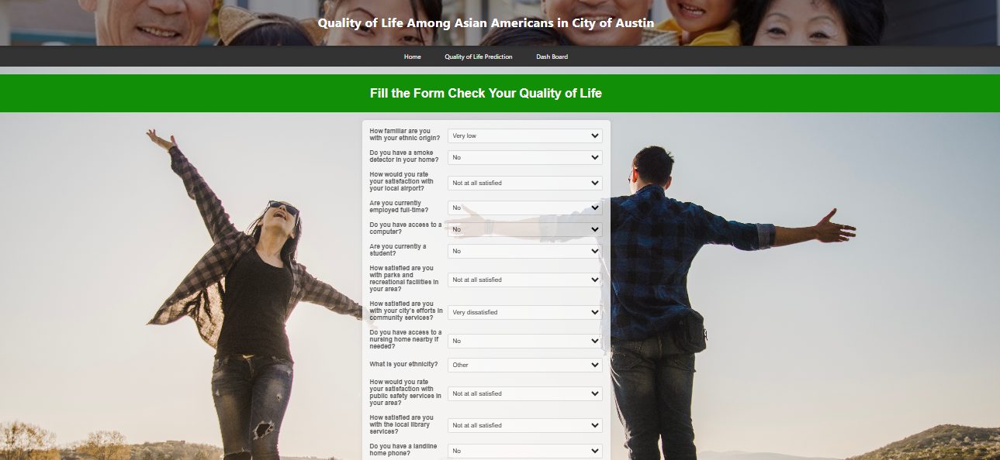 Quality of Life Among Asian Americans in City of Austin
Home Quality of Life Prediction Dash Board
Fill the Form Check Your Quality of Life
How familiar are you
with your ethnic origin?
Very low
Do you have a smoke
detector in your home?
No
How would you rate
your satisfaction with
your local airport?
Not at all satisfied
Are you currently
employed full-time?
No
Do you have access to a
computer?
No
Are you currently a
student?
No
How satisfied are you
with parks and
recreational facilities in
your area?
Not at all satisfied
How satisfied are you
with your city's efforts in
community services?
Very dissatisfied
Do you have access to a
nursing home nearby if
needed?
No
What is your ethnicity?
Other
How would you rate
your satisfaction with
public safety services in
your area?
Not at all satisfied
How satisfied are you
with the local library
services?
Not at all satisfied
Do you have a landline
home phone?
No